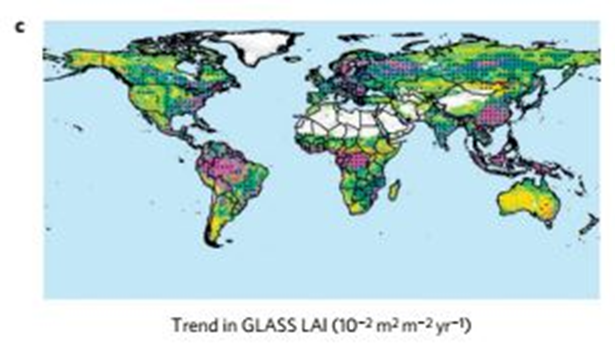 c
Trend in GLASS LAI (10⁻² m² m⁻² yr⁻¹)